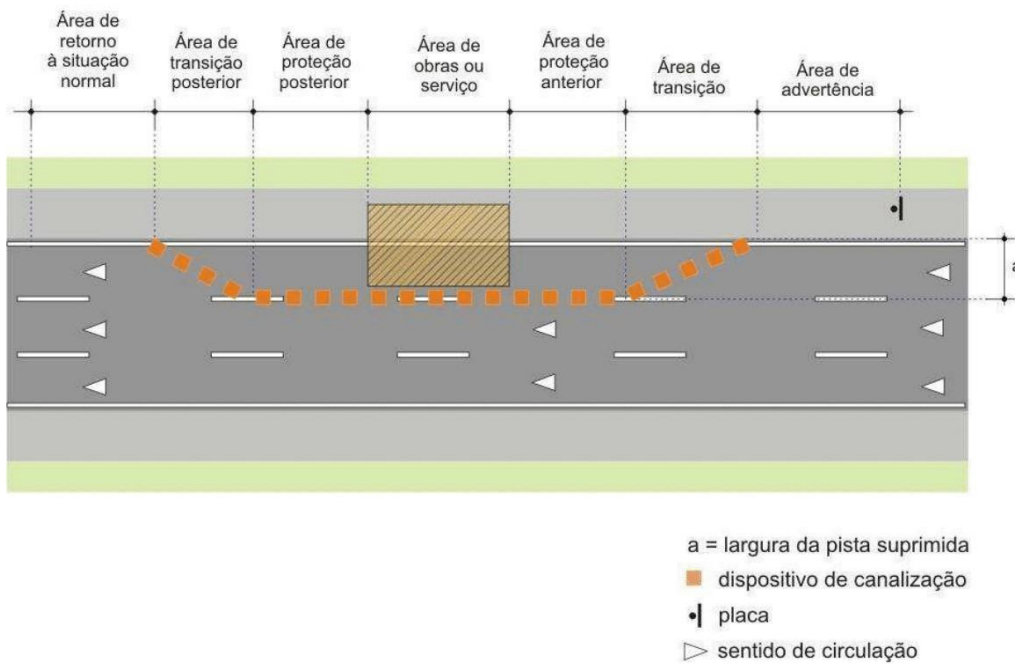 Área de
retorno
à situação
normal
Área de
transição
posterior
Área de
proteção
posterior
Área de
obras ou
serviço
Área de
proteção
anterior
Área de
transição
Área de
advertência
a
a = largura da pista suprimida
dispositivo de canalização
placa
sentido de circulação